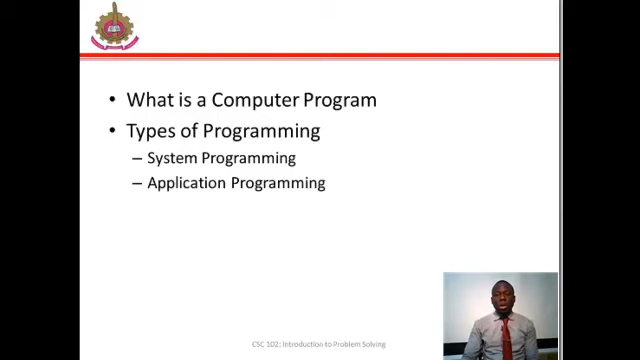 • What is a Computer Program
• Types of Programming
– System Programming
– Application Programming
CSC 102: Introduction to Problem Solving